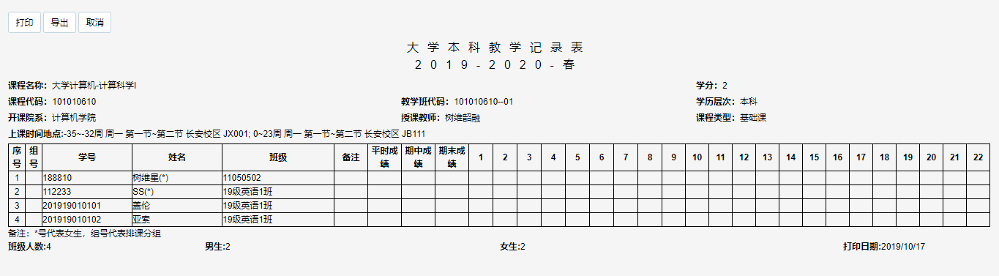 打印 导出 取消
大学本科教学记录表
2019-2020-春
课程名称：大学计算机-计算科学I 学分：2
课程代码：101010610 教学班代码：101010610--01 学历层次：本科
开课院系：计算机学院 授课教师：树维韶融 课程类型：基础课
上课时间地点:-35~-32周 周一 第一节~第二节 长安校区 JX001; 0~23周 周一 第一节~第二节 长安校区 JB111
序号 组号 学号 姓名 班级 备注 平时成绩 期中成绩 期末成绩 1 2 3 4 5 6 7 8 9 10 11 12 13 14 15 16 17 18 19 20 21 22
1 188810 树维星(*) 11050502
2 112233 SS(*) 19级英语1班
3 201919010101 盖伦 19级英语1班
4 201919010102 亚索 19级英语1班
备注：*号代表女生，组号代表排课分组
班级人数:4 男生:2 女生:2 打印日期:2019/10/17